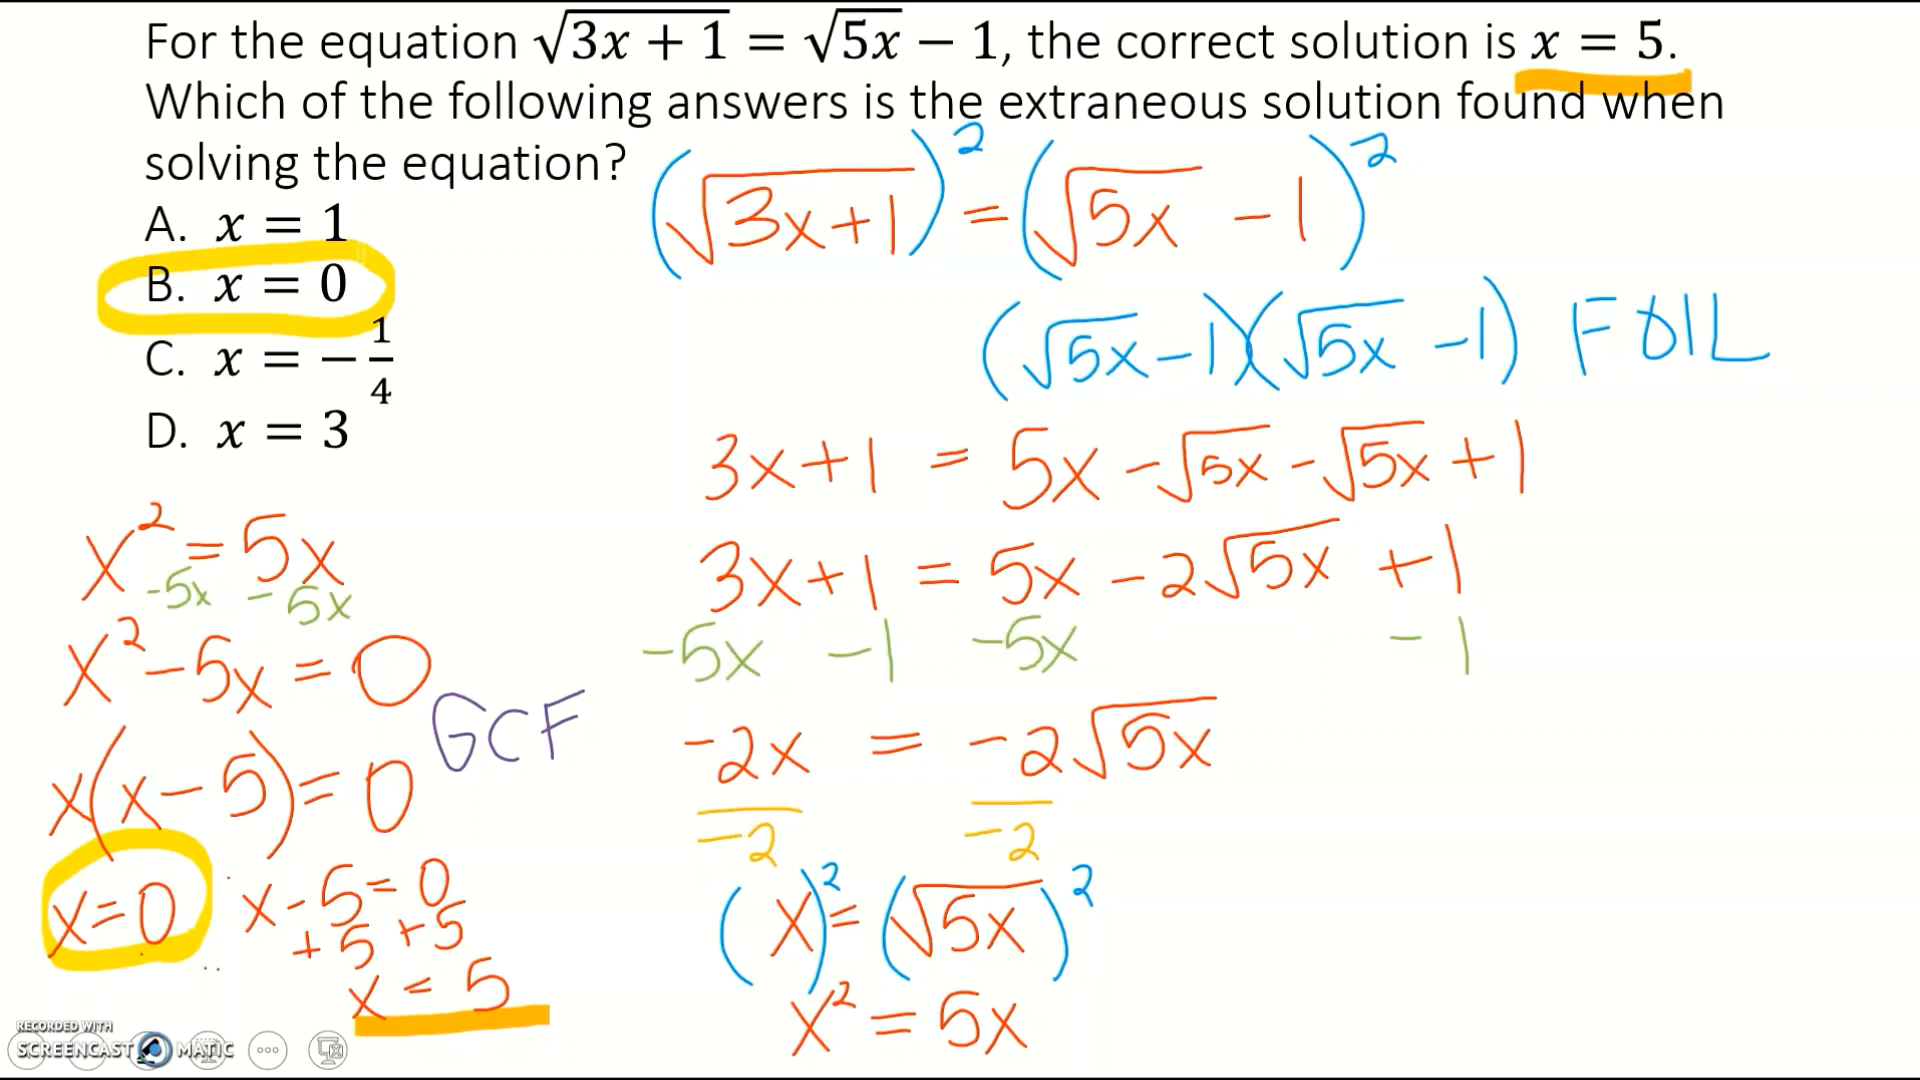 For the equation √3x + 1 = √5x − 1, the correct solution is x = 5.
Which of the following answers is the extraneous solution found when
solving the equation?
A. x = 1
B. x = 0
C. x = −1/4
D. x = 3
(√3x+1)² = (√5x - 1)²
(√5x-1)(√5x -1) FOIL
3x+1 = 5x -√5x -√5x +1
3x+1 = 5x -2√5x +1
-5x -1 -5x -1
-2x = -2√5x
-2 -2
(x)² = (√5x)²
x² = 5x
x² = 5x
-5x -5x
x² -5x = 0
GCF
x(x-5) = 0
x=0 x-5=0
+5 +5
x = 5
RECORDED WITH
SCREENCAST MATIC